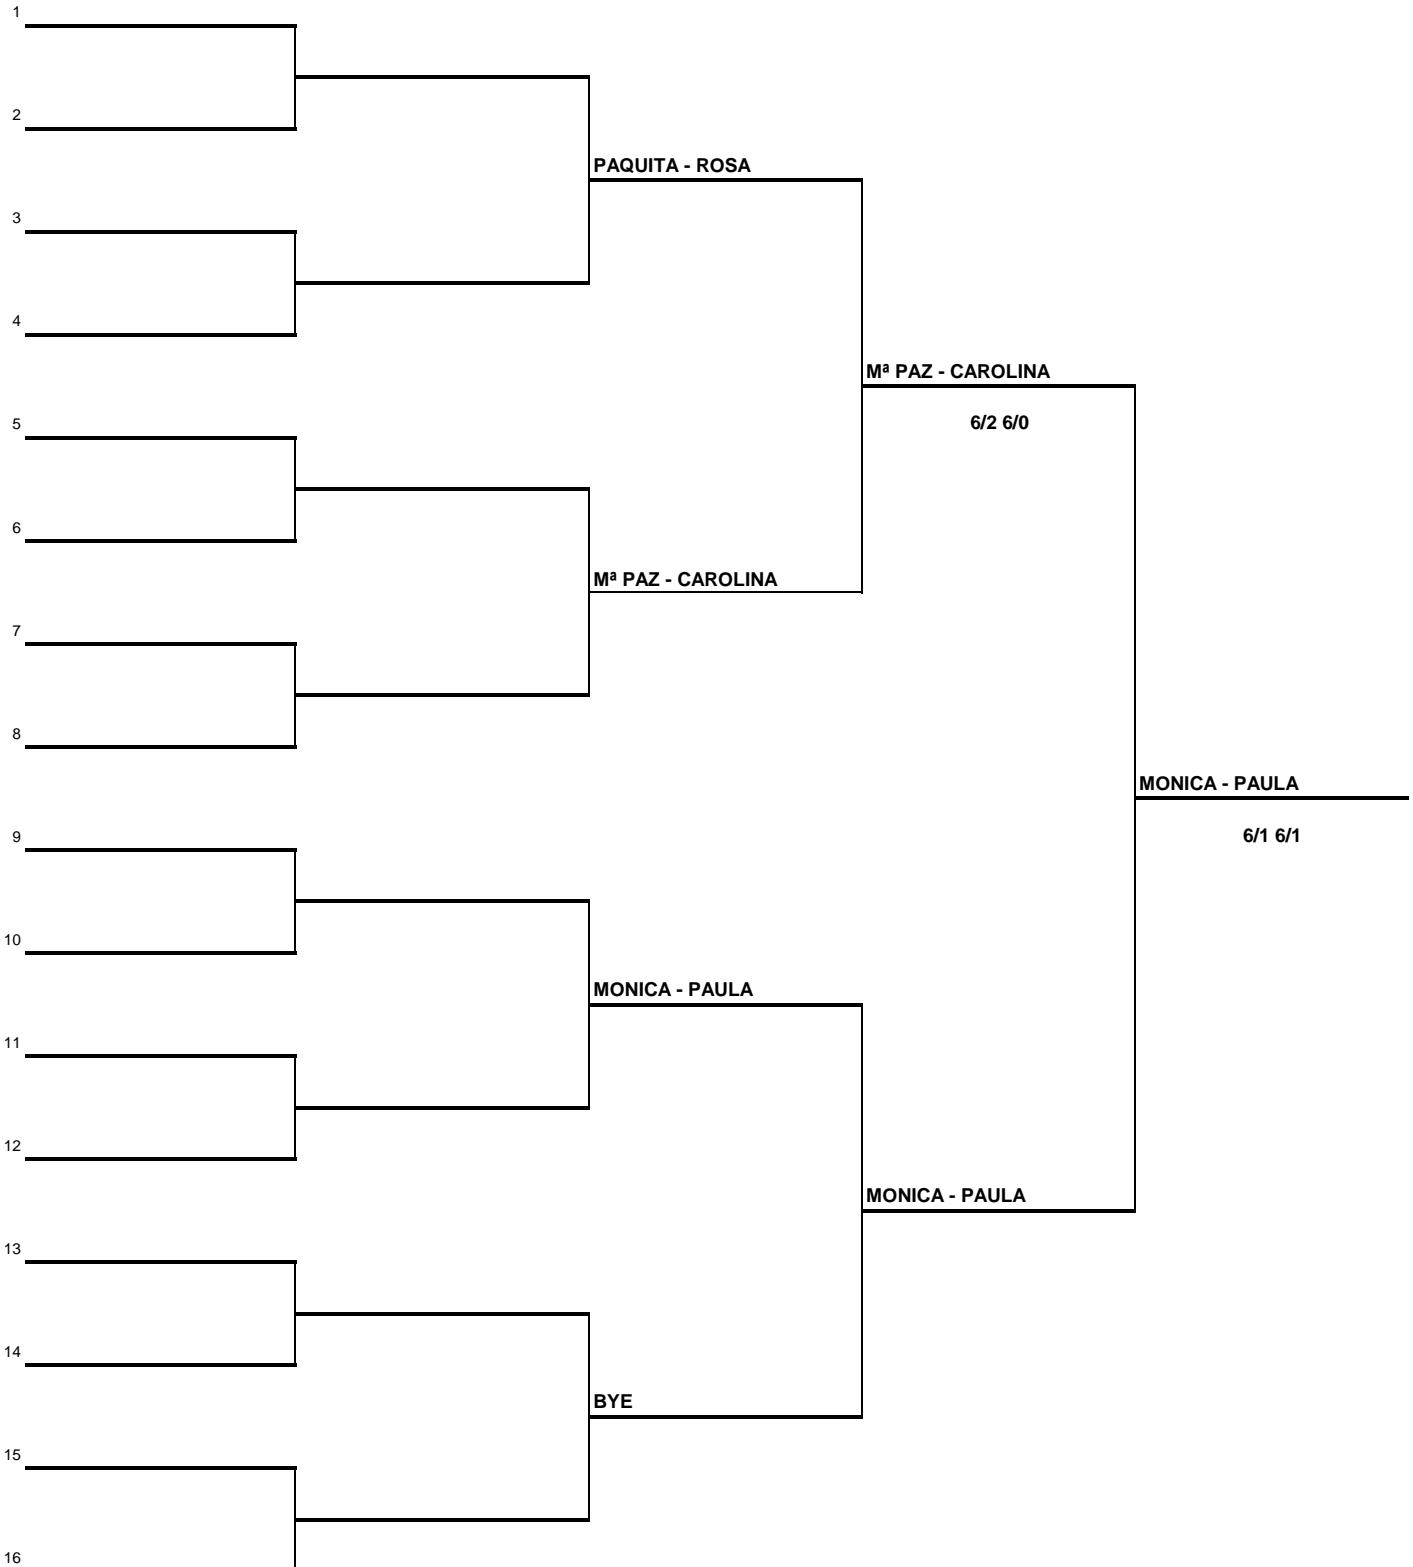 1
2
PAQUITA - ROSA
3
4
Mª PAZ - CAROLINA
5
6/2 6/0
6
Mª PAZ - CAROLINA
7
8
MONICA - PAULA
9
6/1 6/1
10
MONICA - PAULA
11
12
MONICA - PAULA
13
14
BYE
15
16